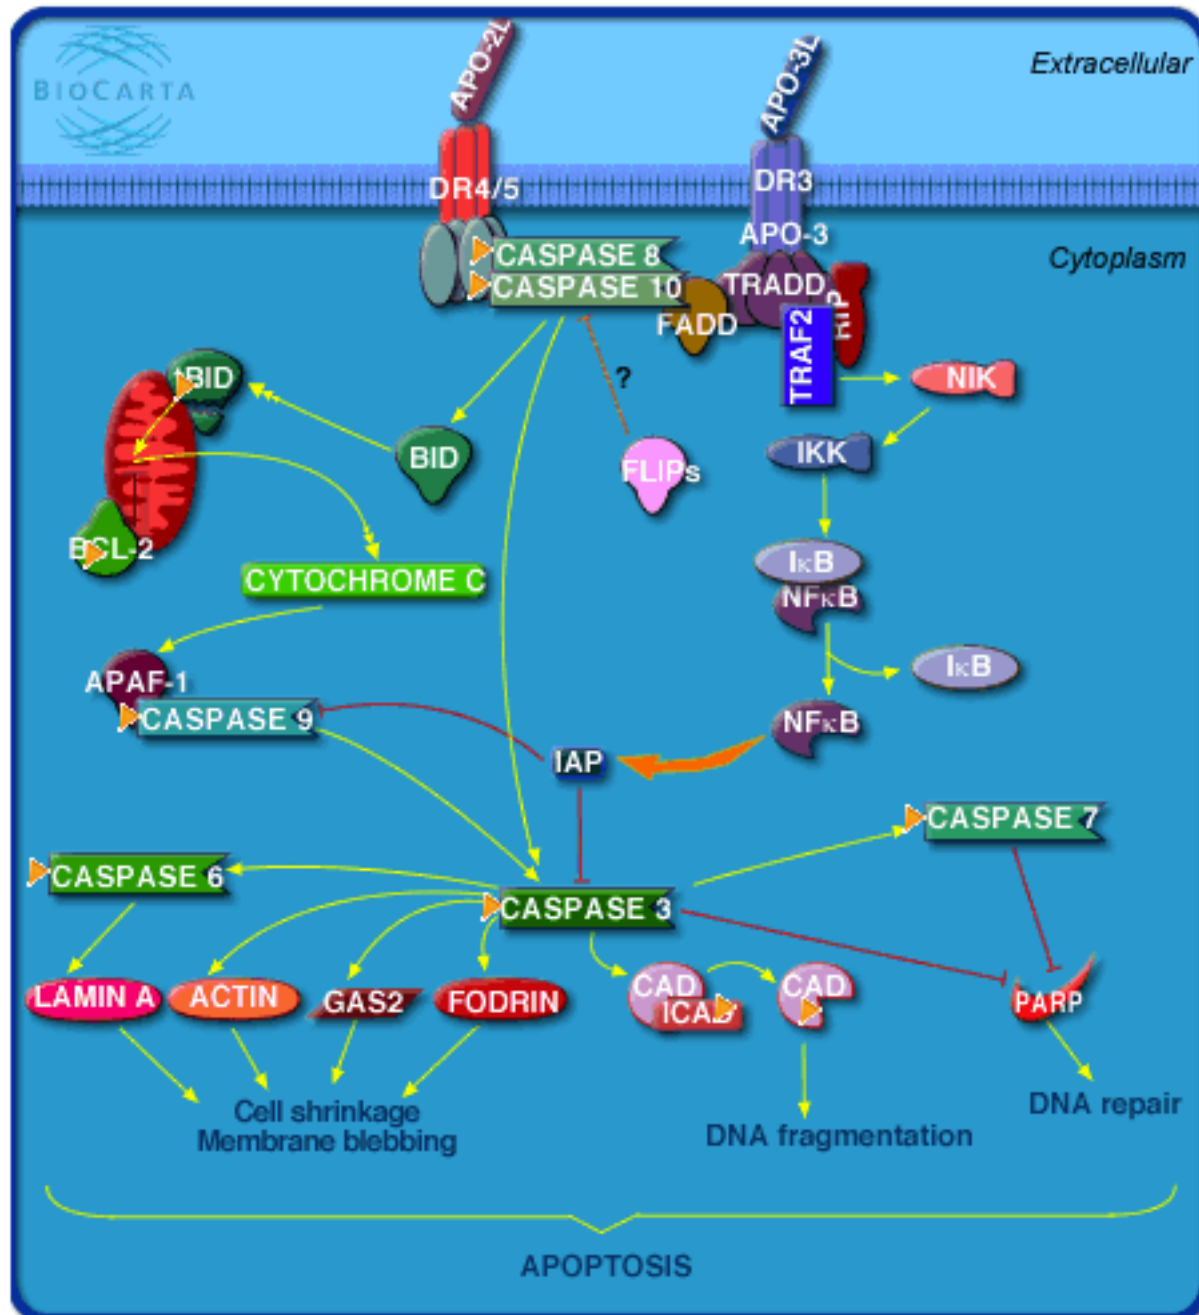 BIOCARTA
APO-2L
APO-3L
Extracellular
DR4/5
DR3
APO-3
Cytoplasm
CASPASE 8
CASPASE 10
FADD
TRADD
RIP
TRAF2
NIK
tBID
BID
?
FLIPs
IKK
BCL-2
CYTOCHROME C
IκB
NFκB
IκB
APAF-1
CASPASE 9
NFκB
IAP
CASPASE 7
CASPASE 6
CASPASE 3
LAMIN A
ACTIN
GAS2
FODRIN
CAD
ICAD
CAD
PARP
Cell shrinkage
Membrane blebbing
DNA fragmentation
DNA repair
APOPTOSIS